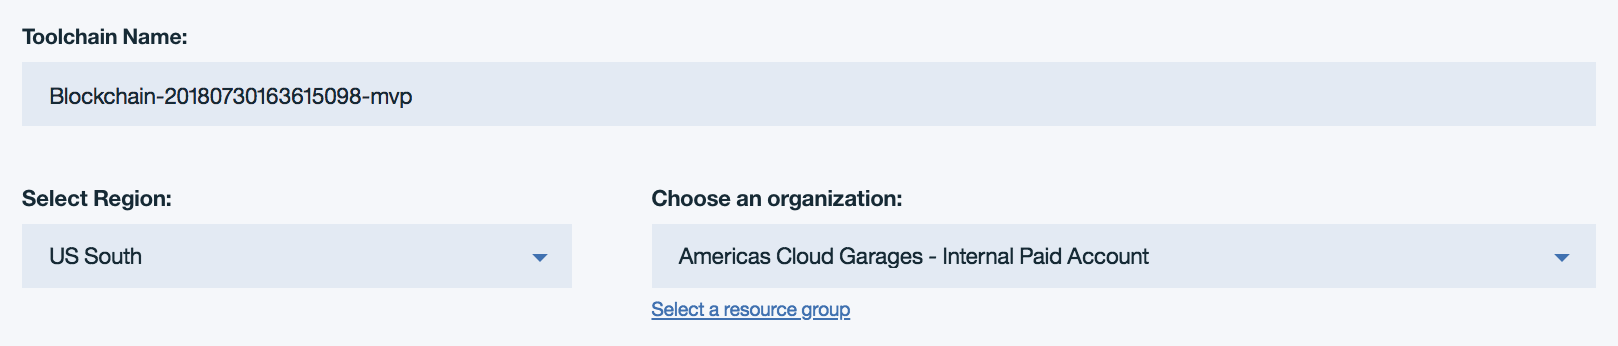 Toolchain Name:
Blockchain-20180730163615098-mvp
Select Region:
US South
Choose an organization:
Americas Cloud Garages - Internal Paid Account
Select a resource group